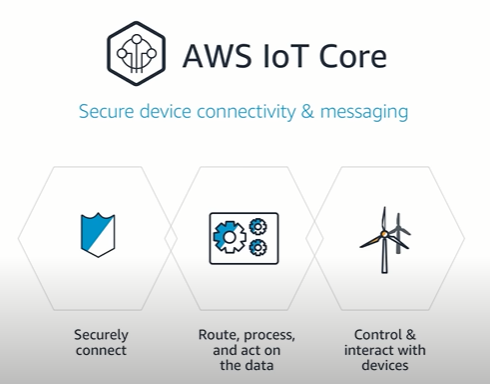 AWS IoT Core
Secure device connectivity & messaging
Securely
connect
Route, process,
and act on
the data
Control &
interact with
devices